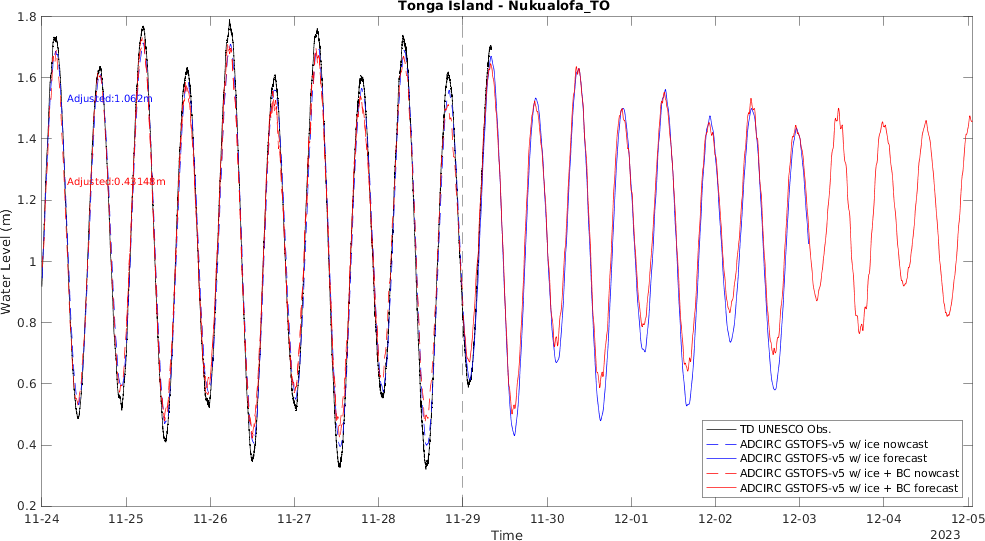 Tonga Island - Nukualofa_TO
1.8
1.6
1.4
1.2
1
0.8
0.6
0.4
0.2
Water Level (m)
Adjusted:1.062m
Adjusted:0.43148m
TD UNESCO Obs.
ADCIRC GSTOFS-v5 w/ ice nowcast
ADCIRC GSTOFS-v5 w/ ice forecast
ADCIRC GSTOFS-v5 w/ ice + BC nowcast
ADCIRC GSTOFS-v5 w/ ice + BC forecast
11-24 11-25 11-26 11-27 11-28 11-29 11-30 12-01 12-02 12-03 12-04 12-05
Time
2023